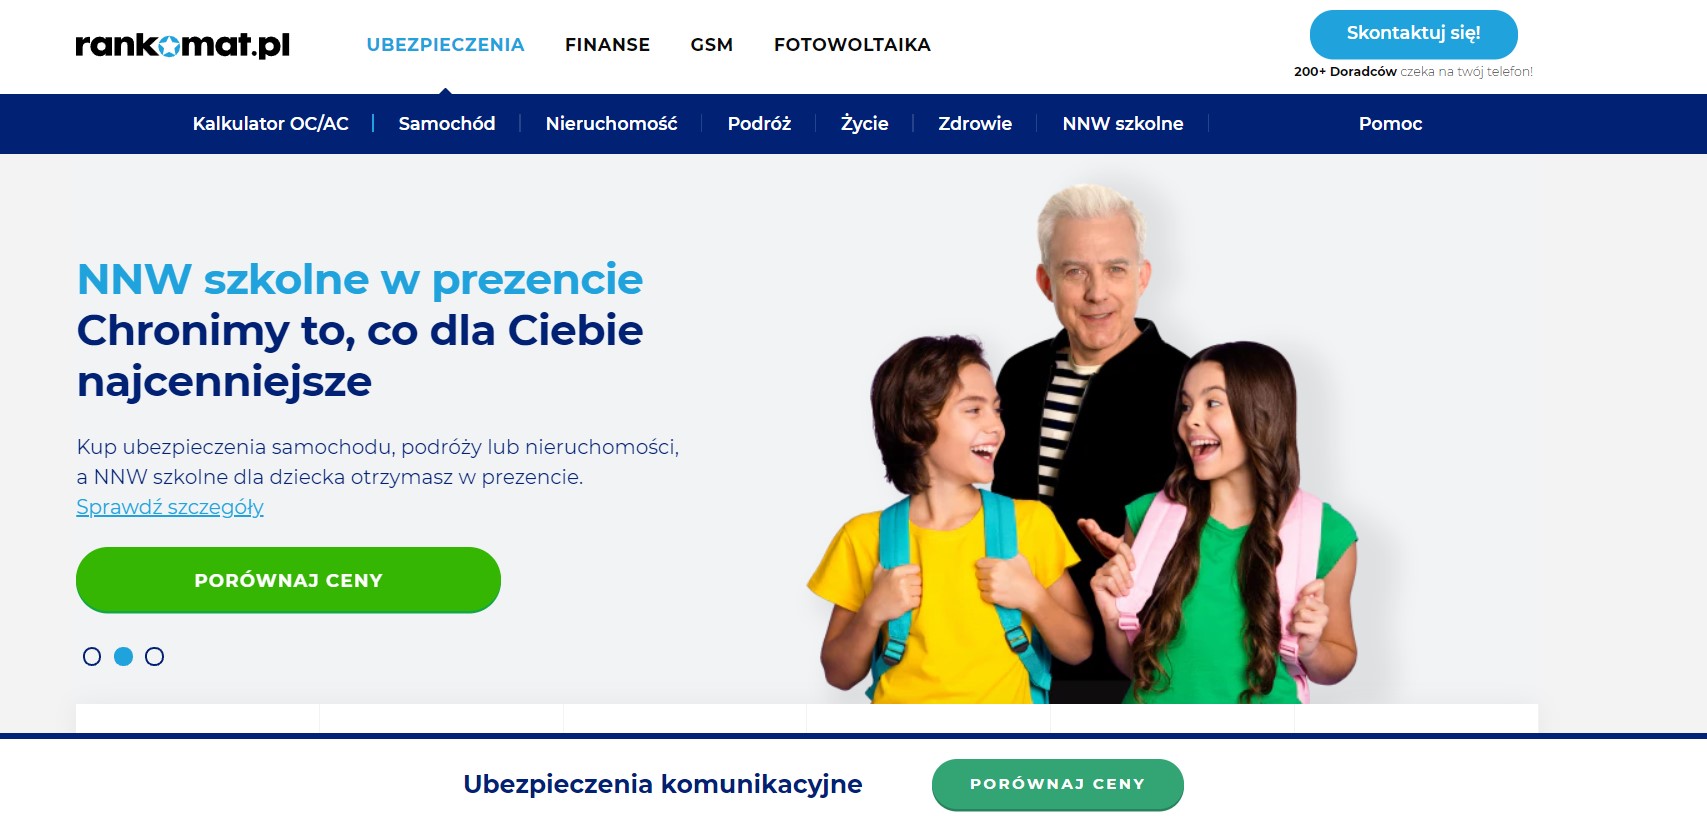 rankomat.pl
UBEZPIECZENIA FINANSE GSM FOTOWOLTAIKA
Skontaktuj się!
200+ Doradców czeka na twój telefon!
Kalkulator OC/AC Samochód Nieruchomość Podróż Życie Zdrowie NNW szkolne Pomoc
NNW szkolne w prezencie
Chronimy to, co dla Ciebie
najcenniejsze
Kup ubezpieczenia samochodu, podróży lub nieruchomości,
a NNW szkolne dla dziecka otrzymasz w prezencie.
Sprawdź szczegóły
PORÓWNAJ CENY
Ubezpieczenia komunikacyjne
PORÓWNAJ CENY